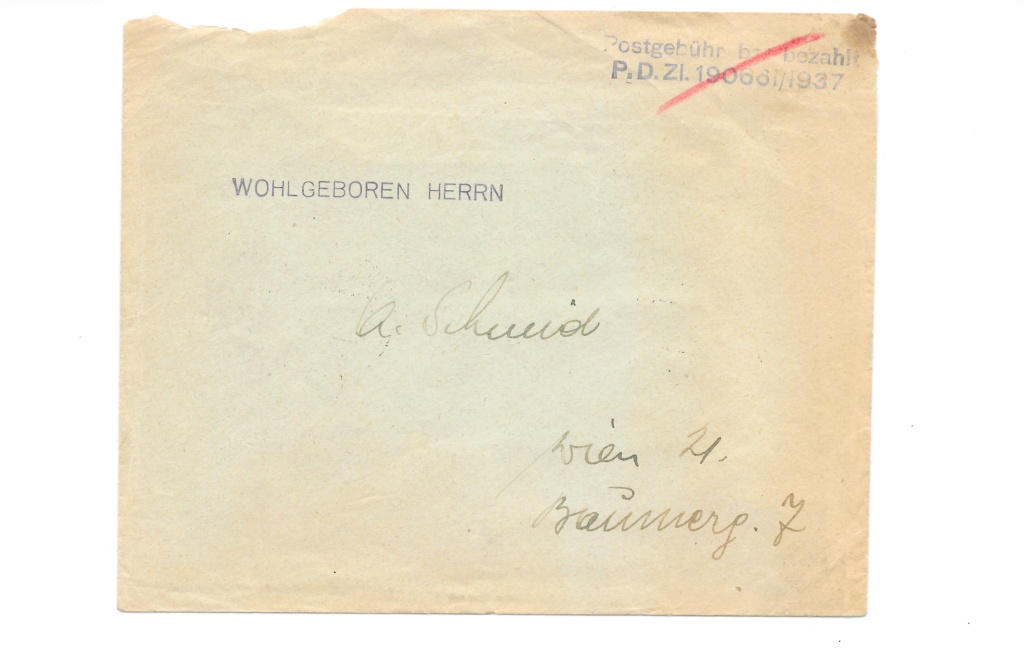 Postgebühr bar bezahlt
P.D.Zl. 190661/1937
WOHLGEBOREN HERRN
A. Schmid
Wien 21.
Baumerg. 7